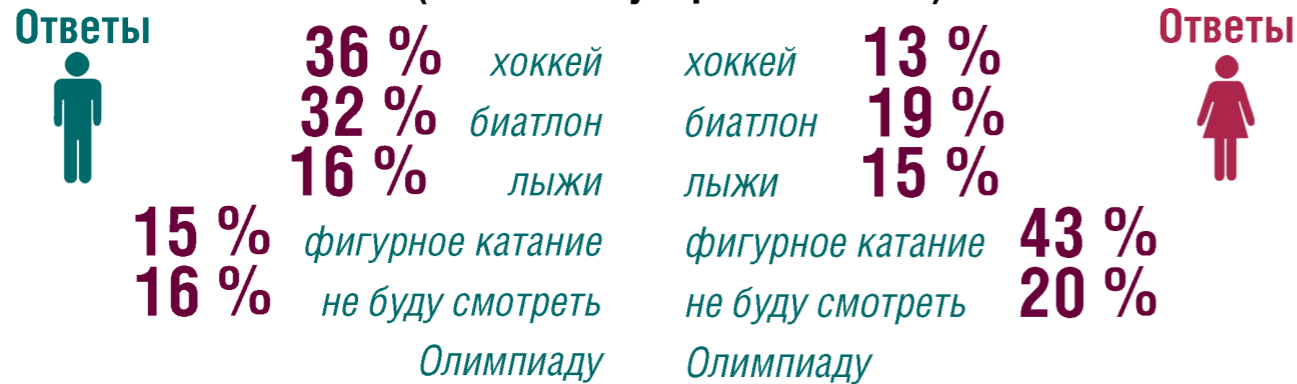 Ответы
36 % хоккей
32 % биатлон
16 % лыжи
15 % фигурное катание
16 % не буду смотреть
Олимпиаду
Ответы
хоккей 13 %
биатлон 19 %
лыжи 15 %
фигурное катание 43 %
не буду смотреть 20 %
Олимпиаду